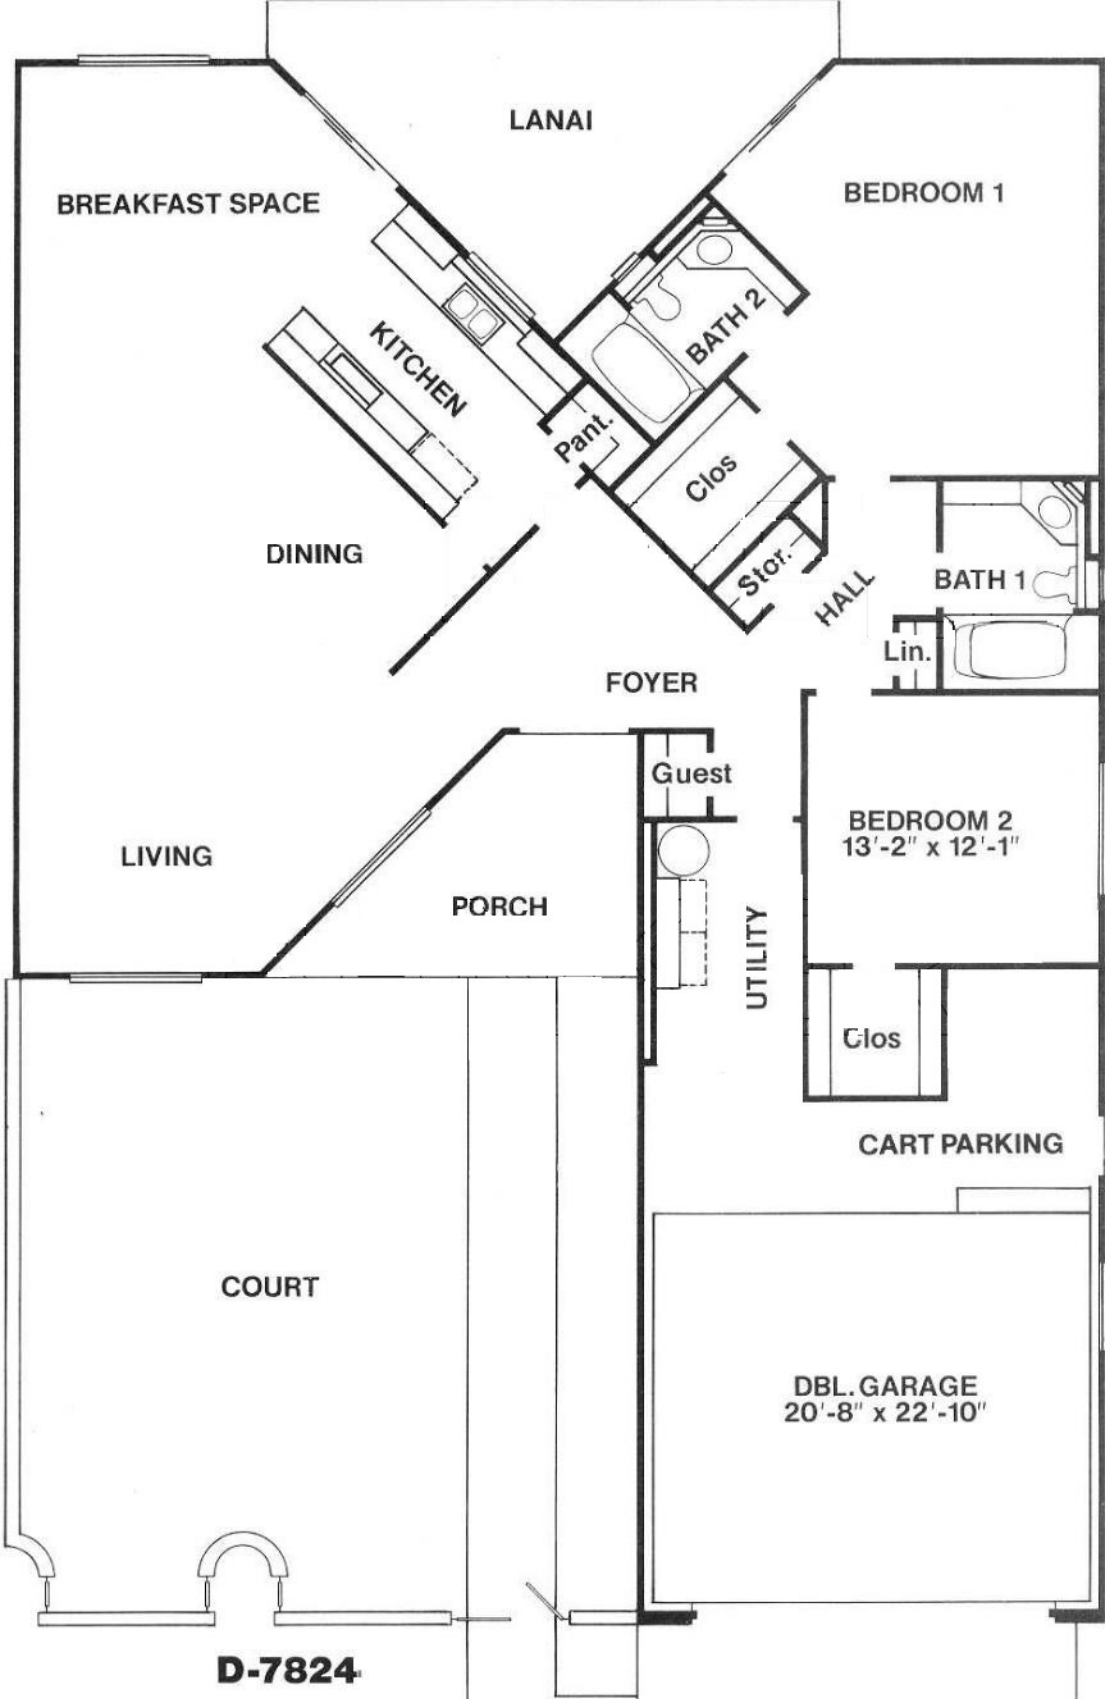 LANAI
BREAKFAST SPACE
BEDROOM 1
KITCHEN
BATH 2
Pant.
Clos
DINING
Stor.
HALL
BATH 1
Lin.
FOYER
Guest
BEDROOM 2
13'-2" x 12'-1"
LIVING
PORCH
UTILITY
Clos
CART PARKING
COURT
DBL. GARAGE
20'-8" x 22'-10"
D-7824